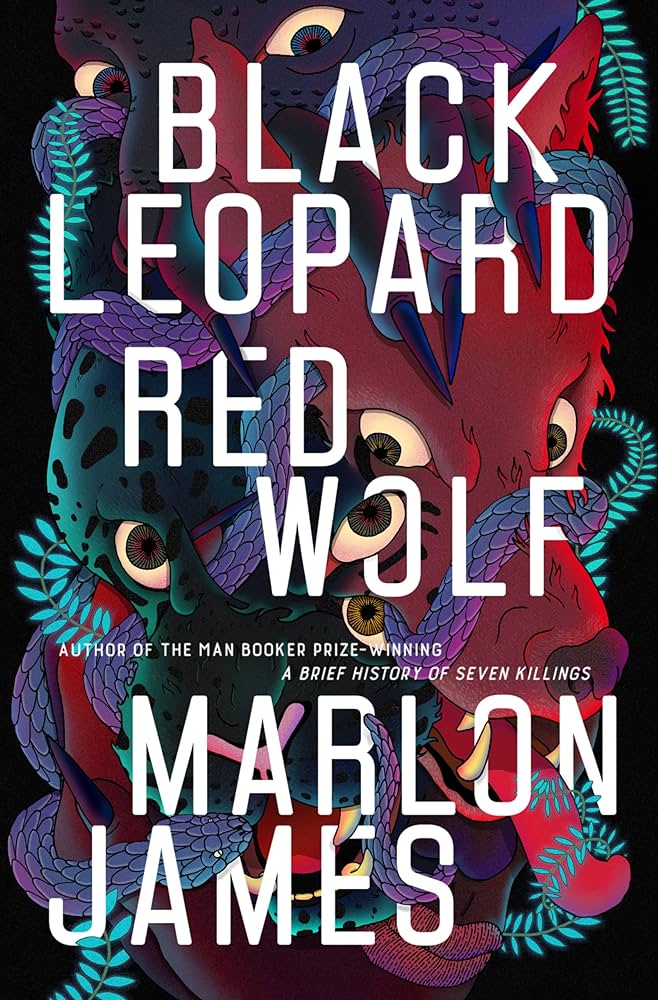 BLACK
LEOPARD
RED
WOLF
AUTHOR OF THE MAN BOOKER PRIZE-WINNING
A BRIEF HISTORY OF SEVEN KILLINGS
MARLON
JAMES